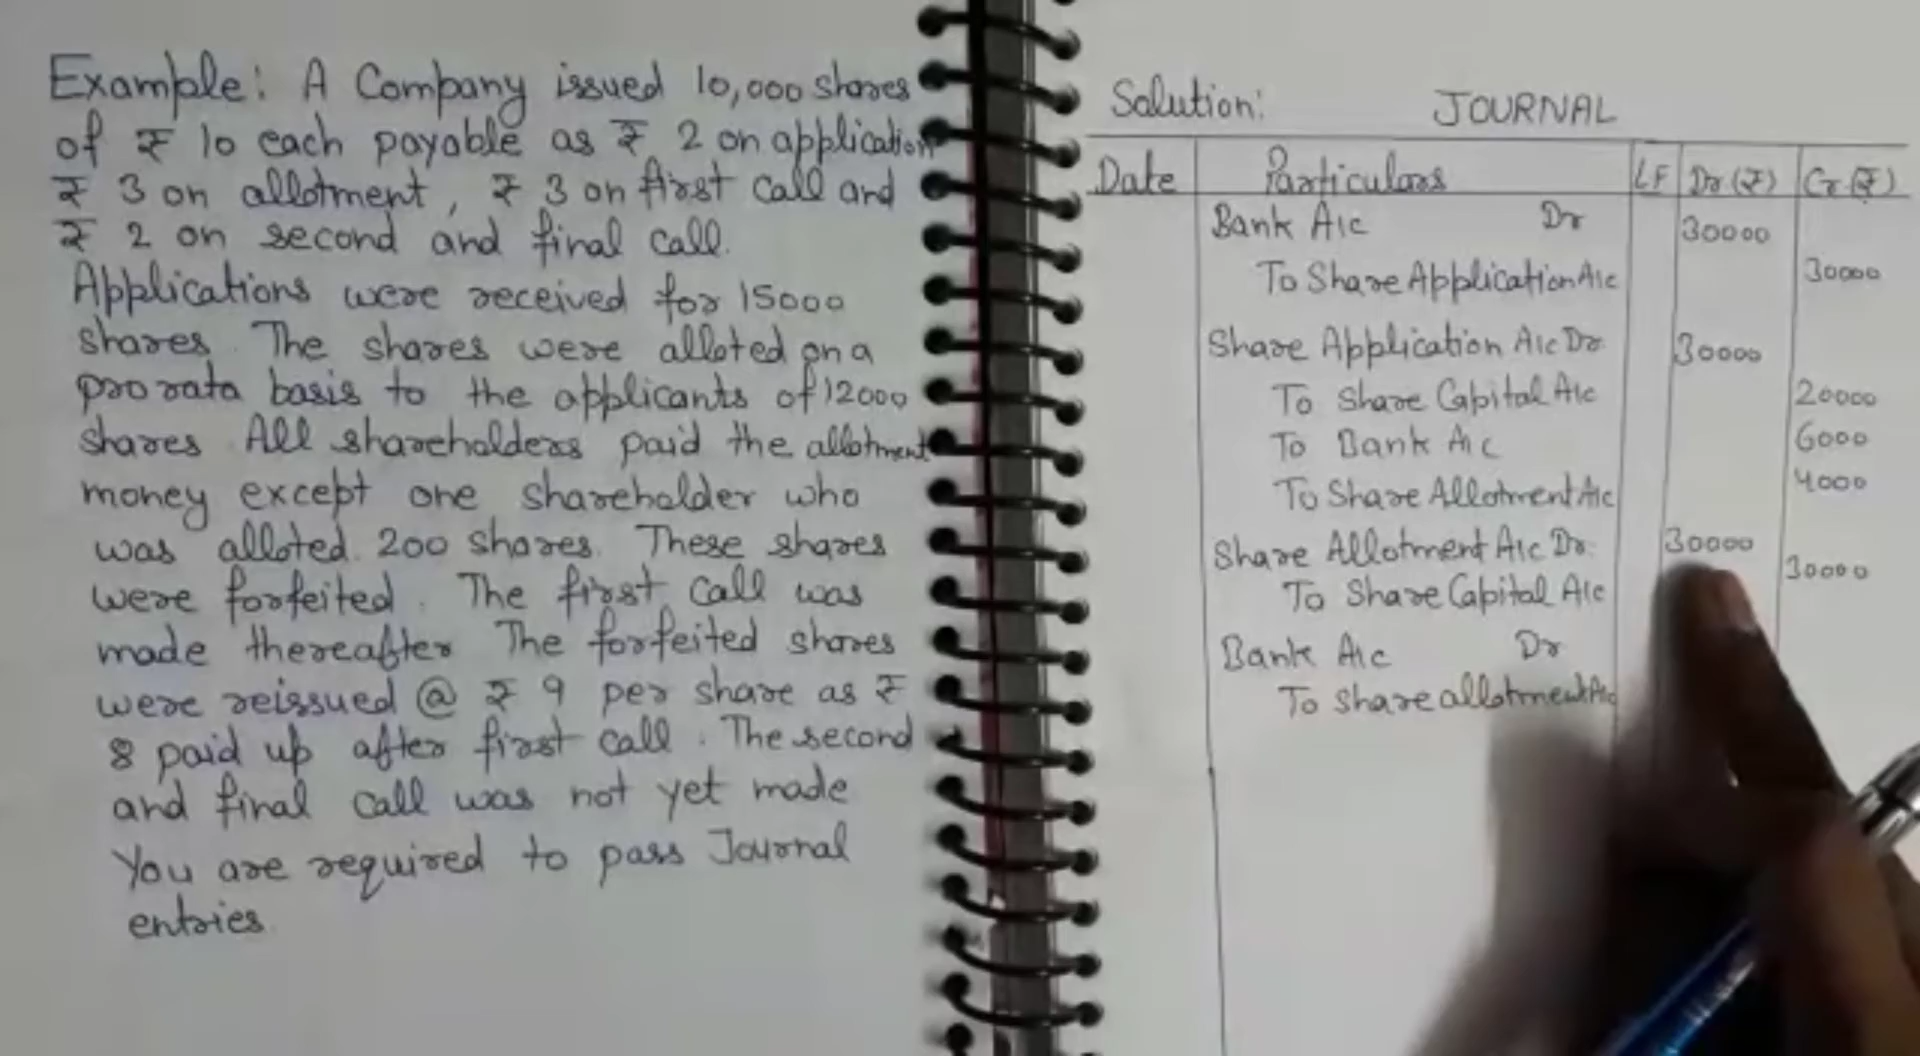 Example: A Company issued 10,000 shares
of ₹ 10 each payable as ₹ 2 on application
₹ 3 on allotment, ₹ 3 on first call and
₹ 2 on second and final call.
Applications were received for 15000
shares. The shares were alloted on a
pro rata basis to the applicants of 12000
shares. All shareholders paid the allotment
money except one shareholder who
was alloted 200 shares. These shares
were forfeited. The first call was
made thereafter. The forfeited shares
were reissued @ ₹ 9 per share as ₹
8 paid up after first call. The second
and final call was not yet made
You are required to pass Journal
entries.
Solution: JOURNAL
Date Particulars LF Dr.(₹) Cr.(₹)
Bank A/c Dr 30000
To Share Application A/c 30000
Share Application A/c Dr. 30000
To Share Capital A/c 20000
To Bank A/c 6000
To Share Allotment A/c 4000
Share Allotment A/c Dr. 30000
To Share Capital A/c 30000
Bank A/c Dr
To Share allotment A/c